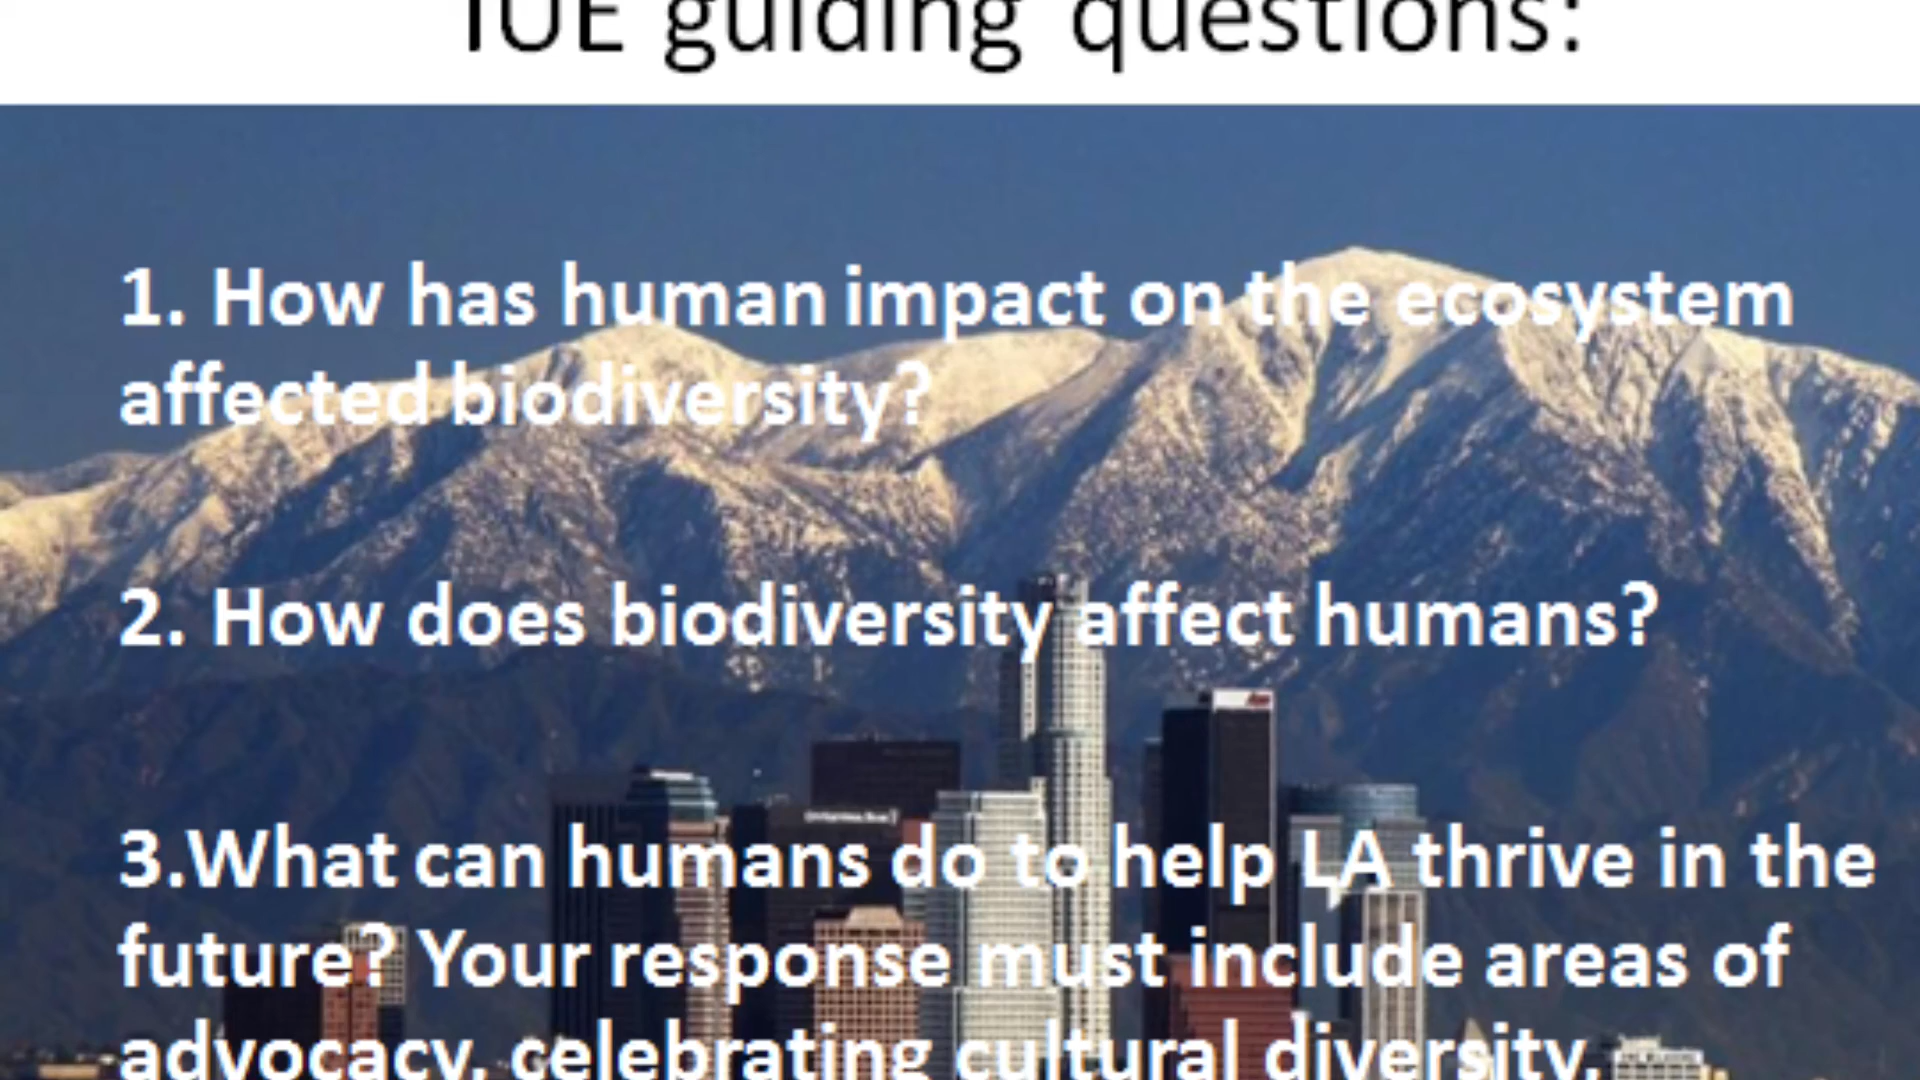 IUE guiding questions:
1. How has human impact on the ecosystem
affected biodiversity?
2. How does biodiversity affect humans?
3.What can humans do to help LA thrive in the
future? Your response must include areas of
advocacy, celebrating cultural diversity,